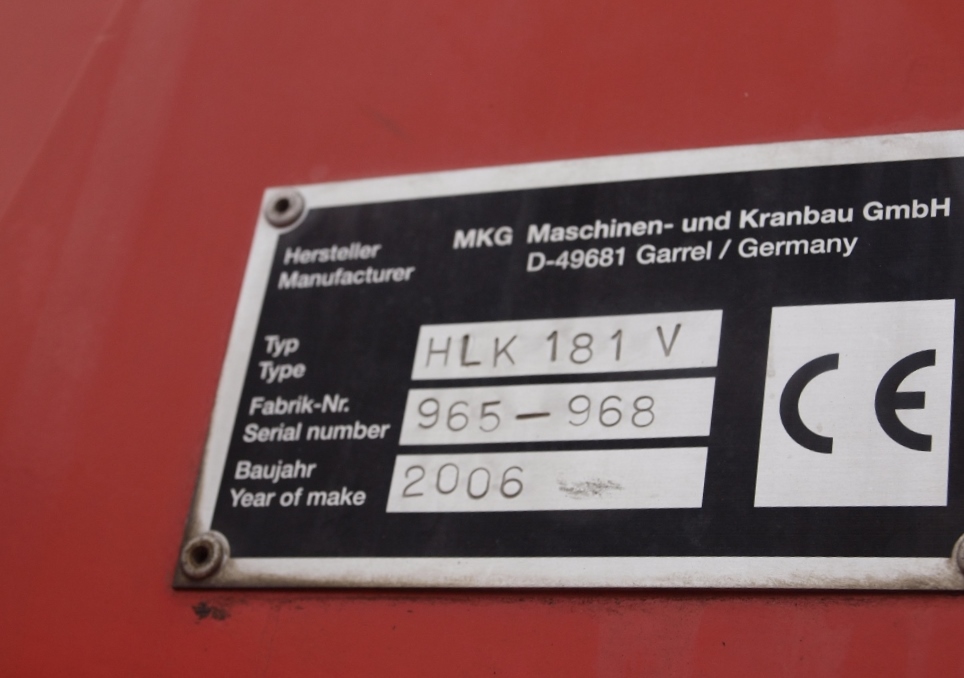 Hersteller MKG Maschinen- und Kranbau GmbH
Manufacturer D-49681 Garrel / Germany
Typ
Type HLK 181 V
Fabrik-Nr.
Serial number 965-968
Baujahr
Year of make 2006
CE